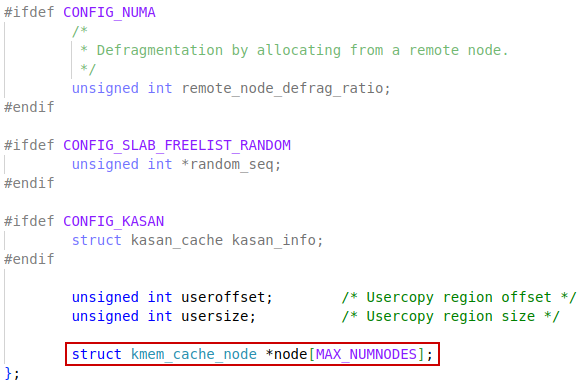 #ifdef CONFIG_NUMA
/*
* Defragmentation by allocating from a remote node.
*/
unsigned int remote_node_defrag_ratio;
#endif
#ifdef CONFIG_SLAB_FREELIST_RANDOM
unsigned int *random_seq;
#endif
#ifdef CONFIG_KASAN
struct kasan_cache kasan_info;
#endif
unsigned int useroffset; /* Usercopy region offset */
unsigned int usersize; /* Usercopy region size */
struct kmem_cache_node *node[MAX_NUMNODES];
};